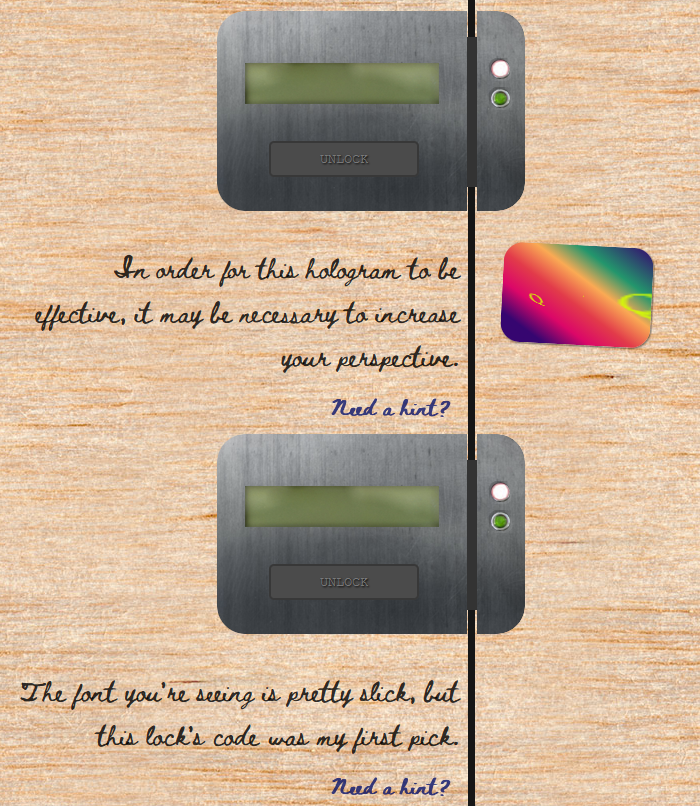 UNLOCK
In order for this hologram to be
effective, it may be necessary to increase
your perspective.
Need a hint?
UNLOCK
The font you're seeing is pretty slick, but
this lock's code was my first pick.
Need a hint?